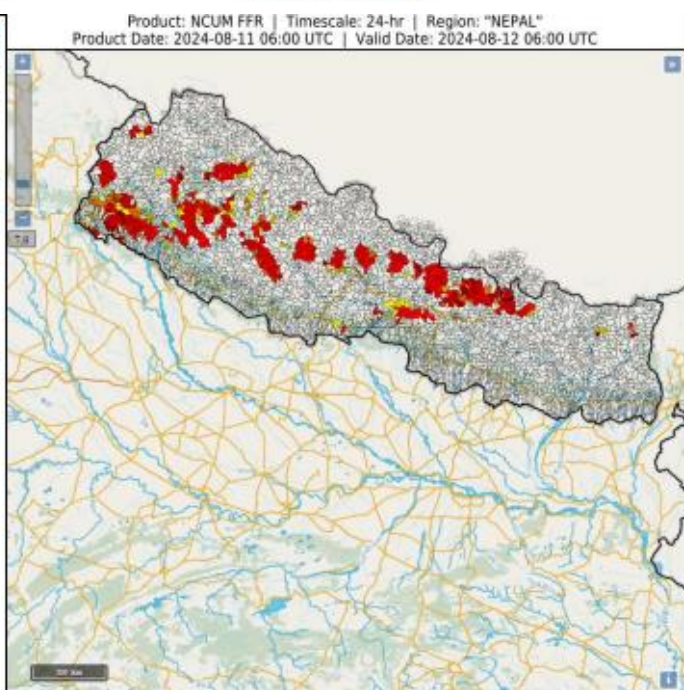 Product: NCUM FFR | Timescale: 24-hr | Region: "NEPAL"
Product Date: 2024-08-11 06:00 UTC | Valid Date: 2024-08-12 06:00 UTC